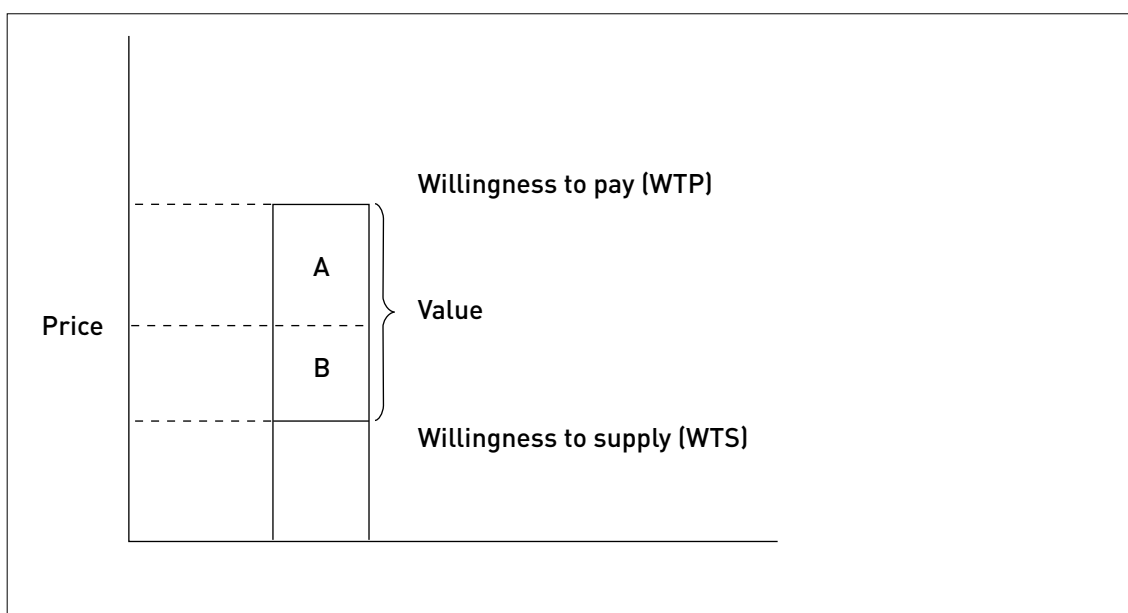 Willingness to pay (WTP)
A
Value
Price
B
Willingness to supply (WTS)